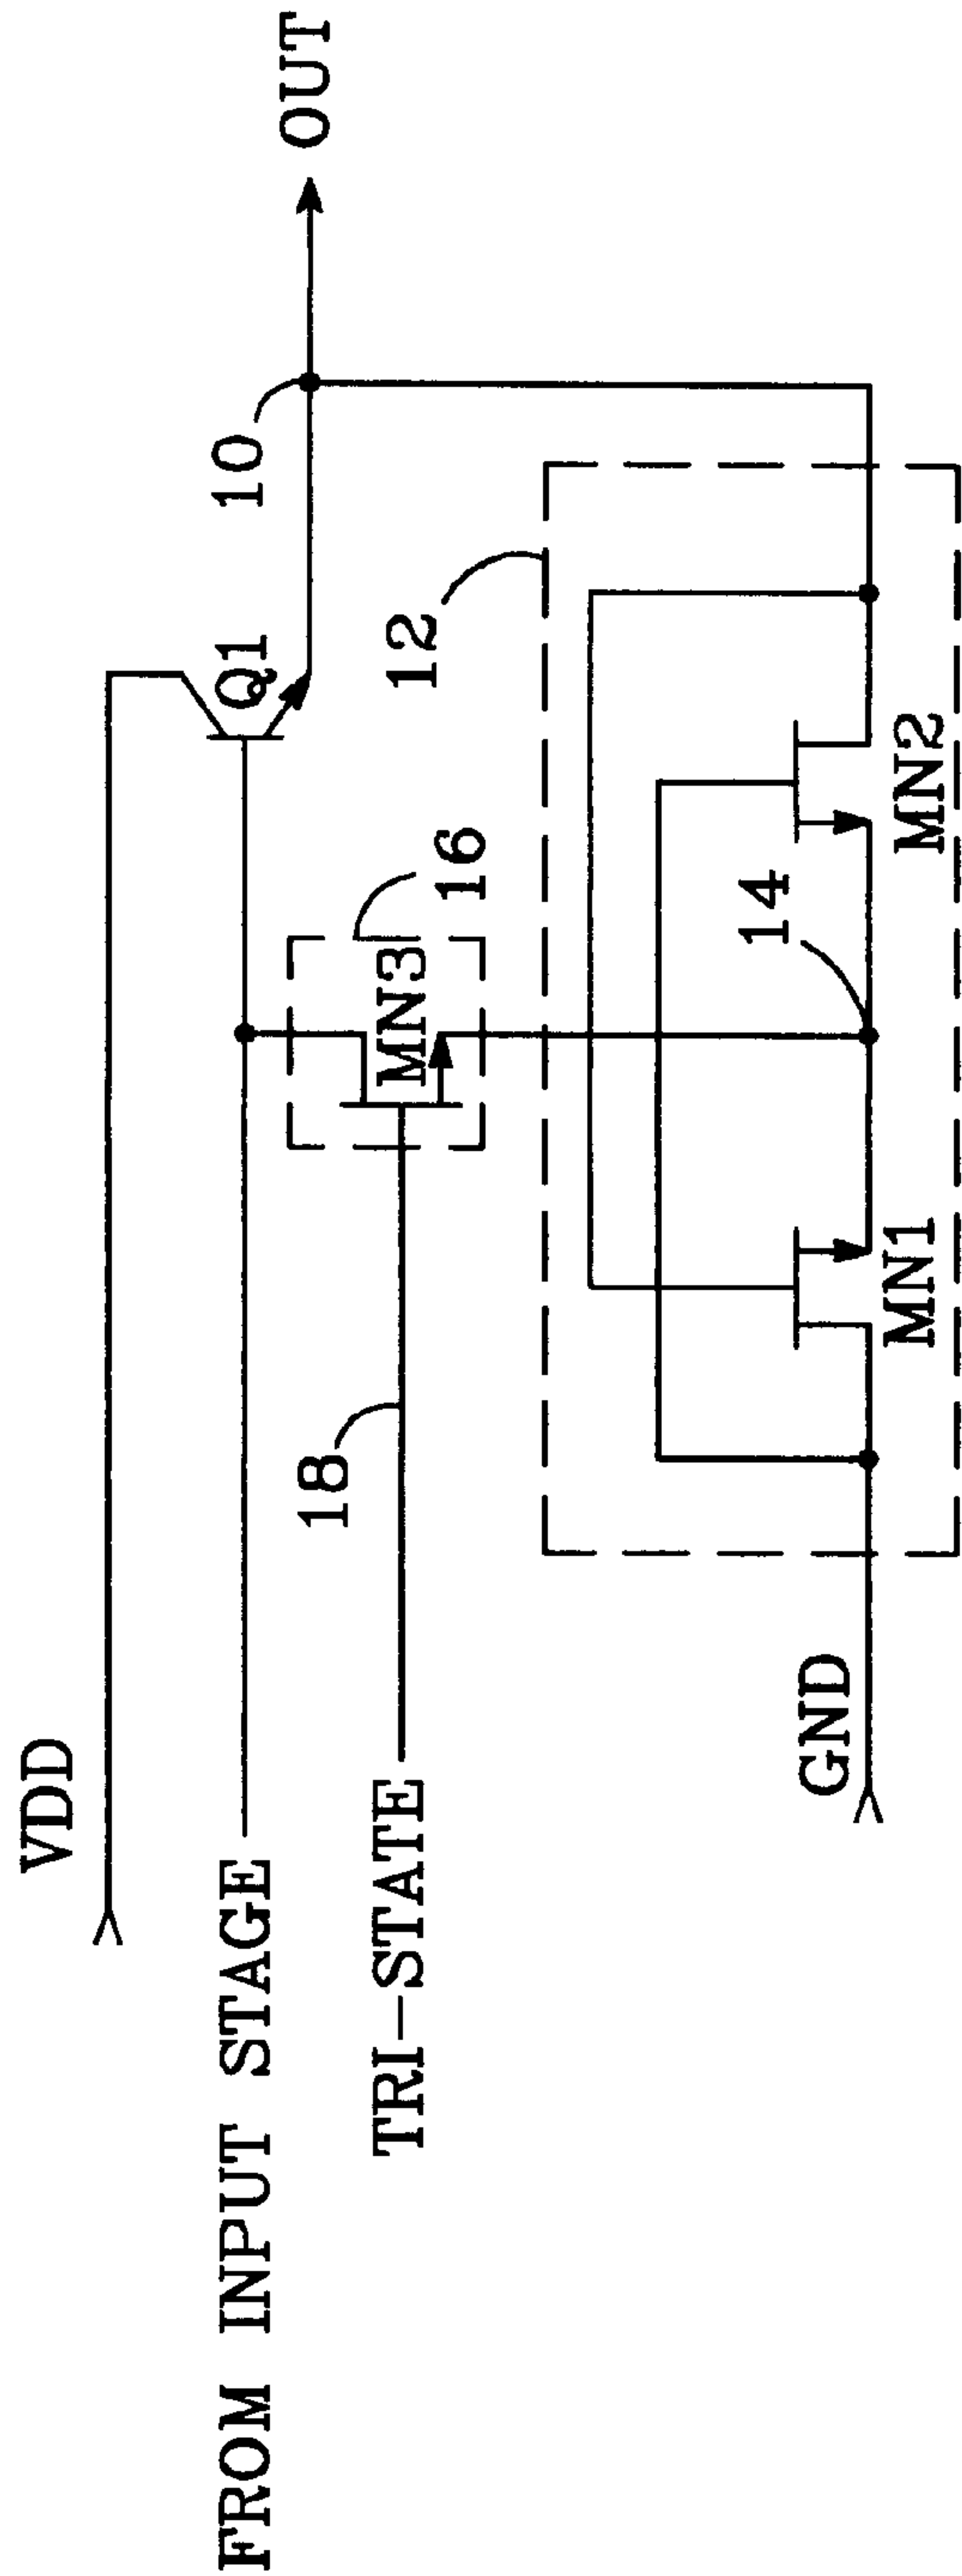 VDD
FROM INPUT STAGE
TRI-STATE
18
GND
Q1
10
OUT
16
MN3
12
14
MN1
MN2